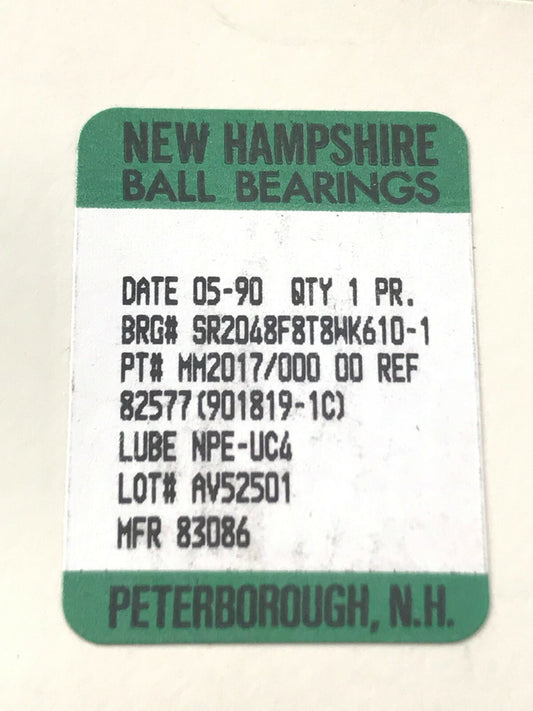 NEW HAMPSHIRE
BALL BEARINGS
DATE 05-90 QTY 1 PR.
BRG# SR2048F8T8WK610-1
PT# MM2017/000 00 REF
82577(901819-1C)
LUBE NPE-UC4
LOT# AV52501
MFR 83086
PETERBOROUGH, N.H.